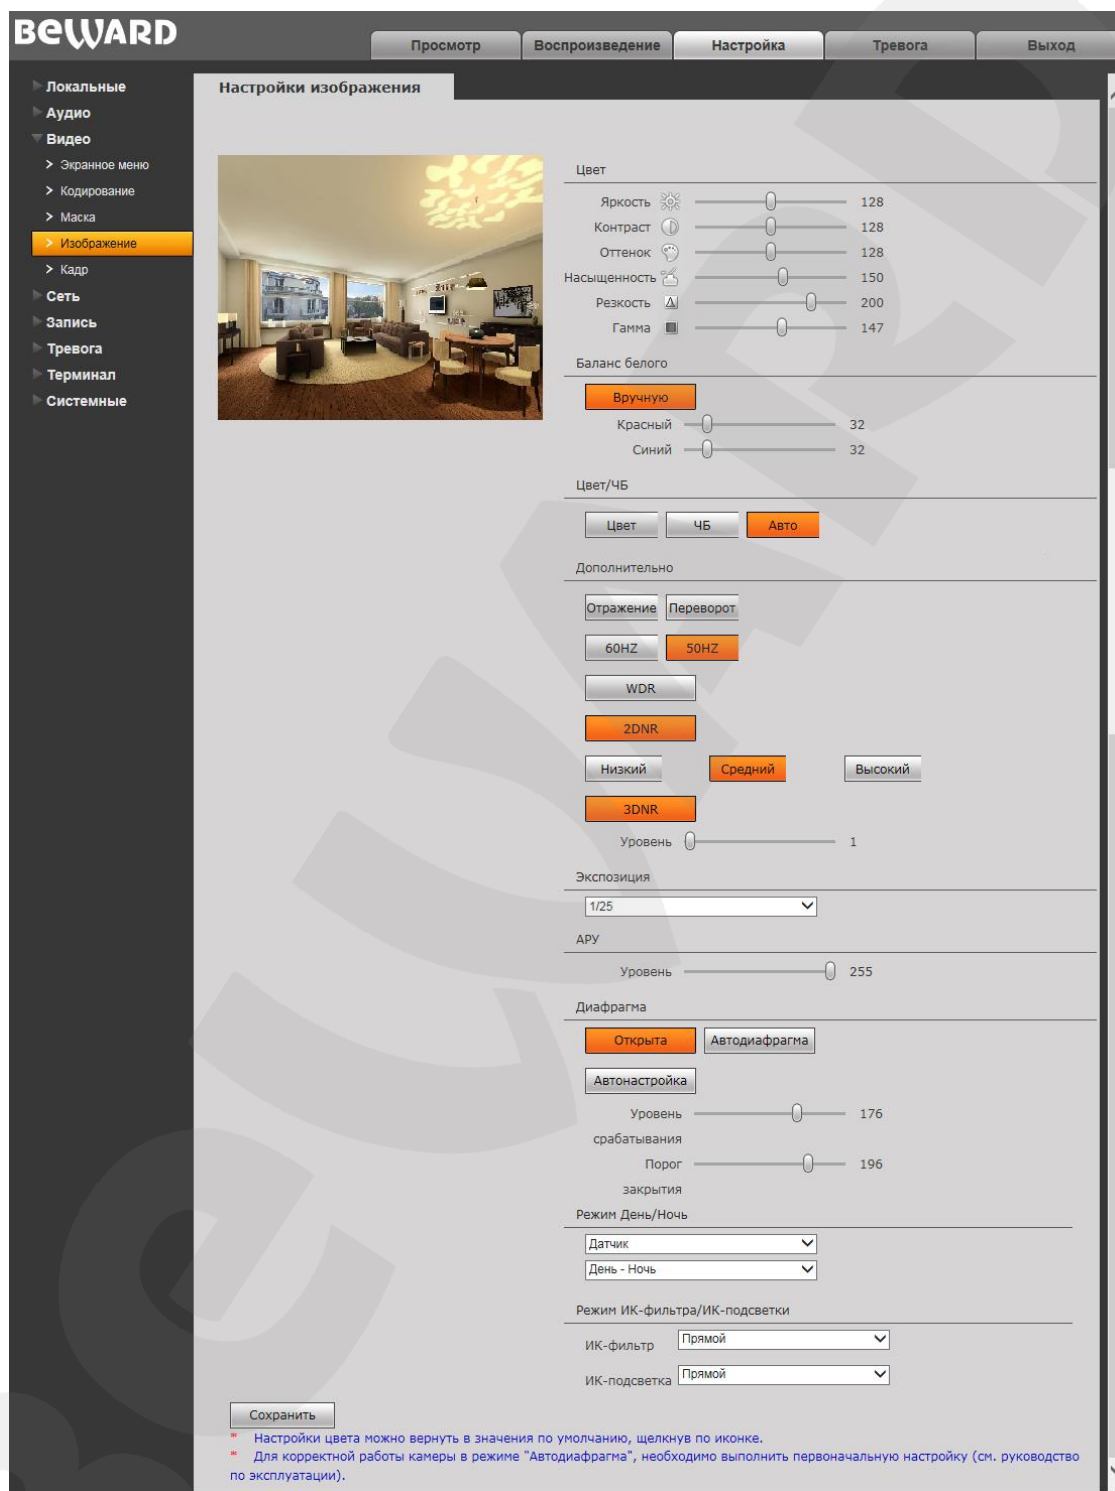 BEWARD
Просмотр Воспроизведение Настройка Тревога Выход
Локальные
Аудио
Видео
> Экранное меню
> Кодирование
> Маска
> Изображение
> Кадр
Сеть
Запись
Тревога
Терминал
Системные
Настройки изображения
Цвет
Яркость 128
Контраст 128
Оттенок 128
Насыщенность 150
Резкость 200
Гамма 147
Баланс белого
Вручную
Красный 32
Синий 32
Цвет/ЧБ
Цвет ЧБ Авто
Дополнительно
Отражение Переворот
60HZ 50HZ
WDR
2DNR
Низкий Средний Высокий
3DNR
Уровень 1
Экспозиция
1/25
АРУ
Уровень 255
Диафрагма
Открыта Автодиафрагма
Автонастройка
Уровень 176
срабатывания
Порог 196
закрытия
Режим День/Ночь
Датчик
День - Ночь
Режим ИК-фильтра/ИК-подсветки
ИК-фильтр Прямой
ИК-подсветка Прямой
Сохранить
* Настройки цвета можно вернуть в значения по умолчанию, щелкнув по иконке.
* Для корректной работы камеры в режиме "Автодиафрагма", необходимо выполнить первоначальную настройку (см. руководство
по эксплуатации).